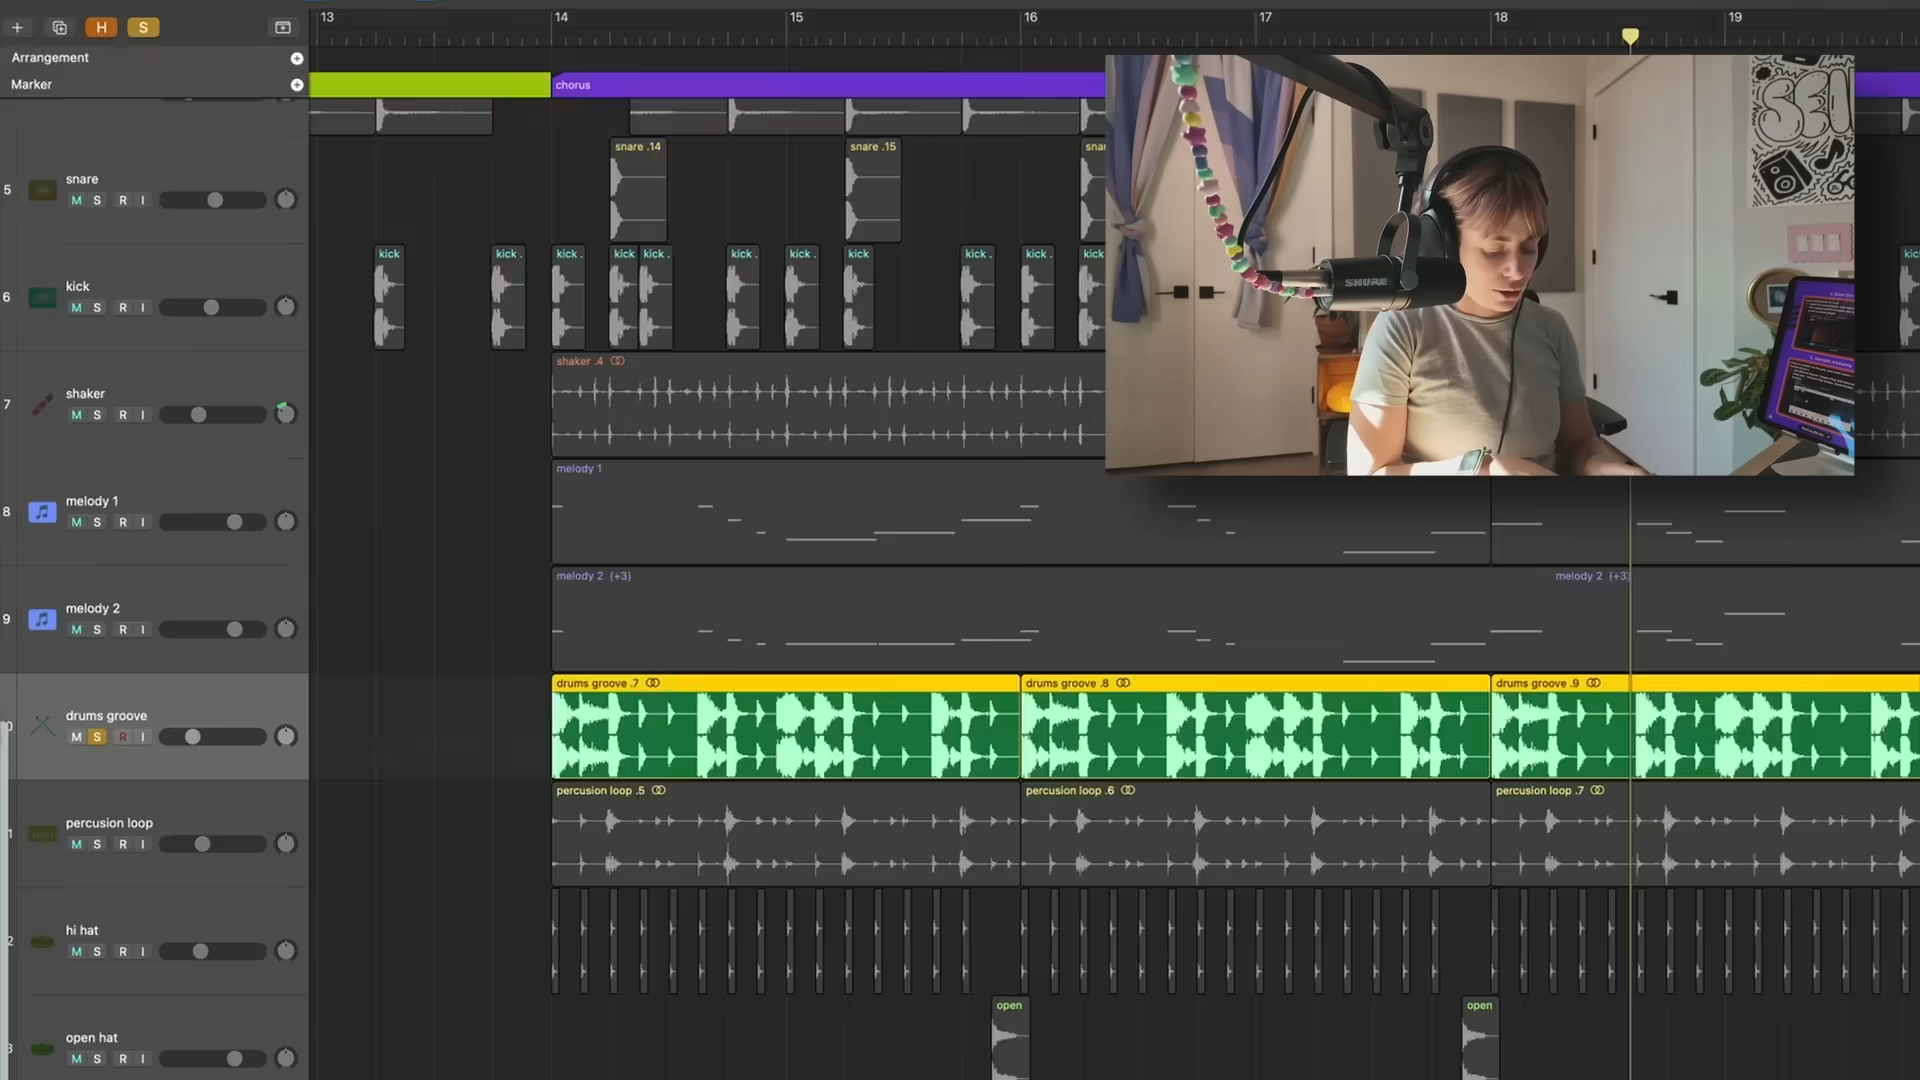 13 14 15 16 17 18 19
H S
Arrangement
Marker
chorus
5 snare
M S R I
snare .14
snare .15
6 kick
M S R I
kick
kick .
kick .
kick
kick .
kick .
kick .
kick
kick .
kick .
7 shaker
M S R I
shaker .4
8 melody 1
M S R I
melody 1
9 melody 2
M S R I
melody 2 (+3)
melody 2 (+3)
drums groove
M S R I
drums groove .7
drums groove .8
drums groove .9
percusion loop
M S R I
percusion loop .5
percusion loop .6
percusion loop .7
hi hat
M S R I
open hat
M S R I
open
open
SHURE